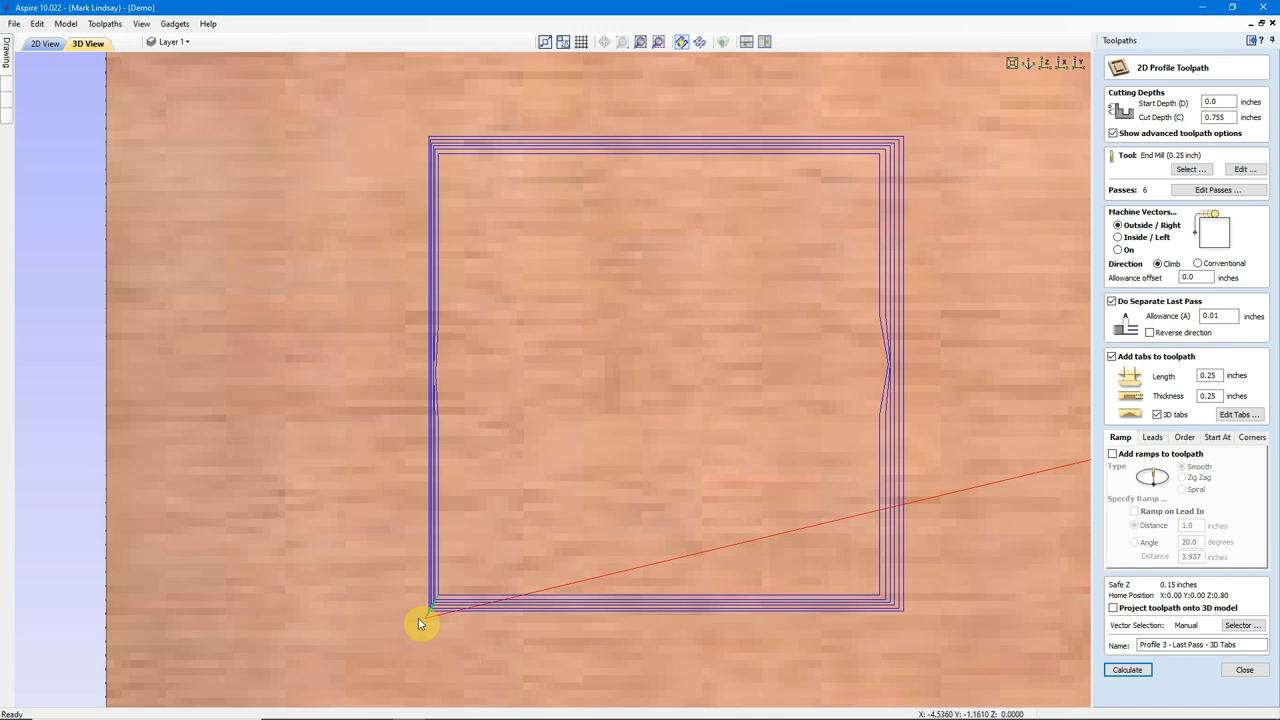 Aspire 10.022 - (Mark Lindsay) - [Demo]
File Edit Model Toolpaths View Gadgets Help
2D View 3D View Layer 1
Drawing
Toolpaths
2D Profile Toolpath
Cutting Depths
Start Depth (D) 0.0 inches
Cut Depth (C) 0.755 inches
Show advanced toolpath options
Tool: End Mill (0.25 inch)
Select ... Edit ...
Passes: 6 Edit Passes ...
Machine Vectors...
Outside / Right
Inside / Left
On
Direction Climb Conventional
Allowance offset 0.0 inches
Do Separate Last Pass
A
Allowance (A) 0.01 inches
Reverse direction
Add tabs to toolpath
Length 0.25 inches
Thickness 0.25 inches
3D tabs Edit Tabs ...
Ramp Leads Order Start At Corners
Add ramps to toolpath
Type Smooth
Zig Zag
Spiral
Specify Ramp ...
Ramp on Lead In
Distance 1.0 inches
Angle 20.0 degrees
Distance 3.937 inches
Safe Z 0.15 inches
Home Position X:0.00 Y:0.00 Z:0.80
Project toolpath onto 3D model
Vector Selection: Manual Selector ...
Name: Profile 3 - Last Pass - 3D Tabs
Calculate Close
Ready X: -4.5360 Y: -1.1610 Z: 0.0000